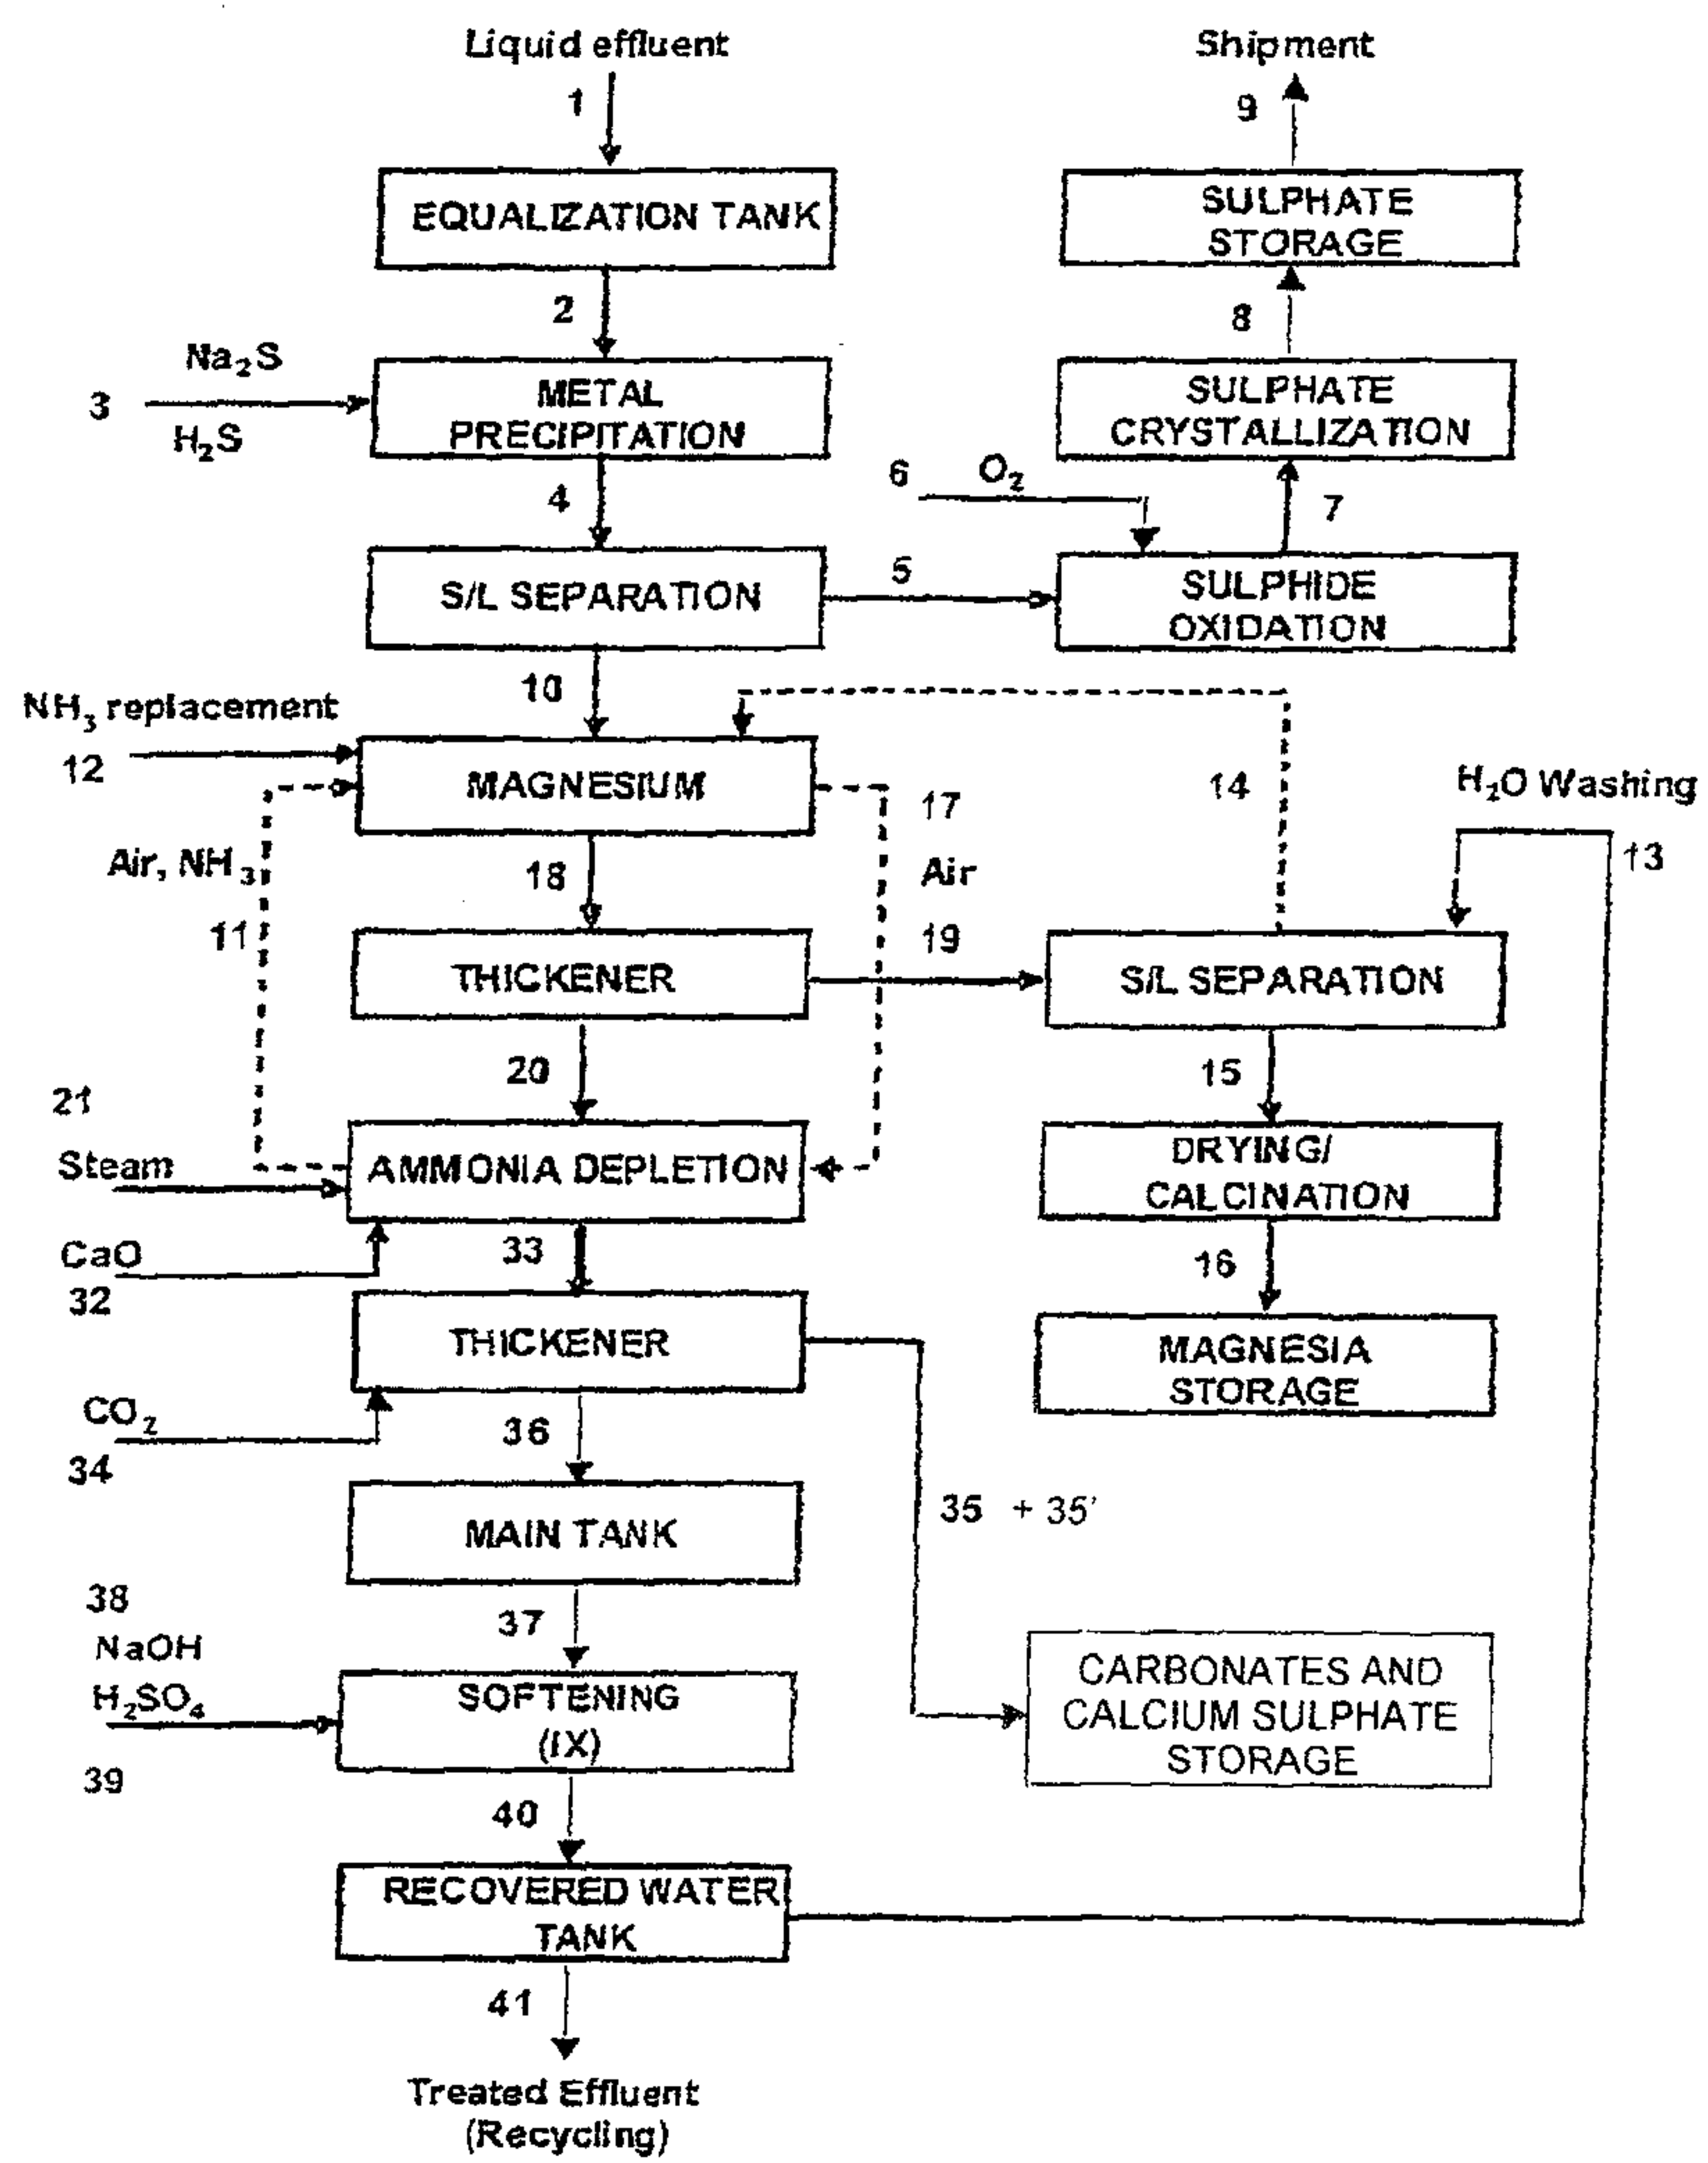 Liquid effluent
1
EQUALIZATION TANK
2
Na₂S
3
H₂S
METAL
PRECIPITATION
4
S/L SEPARATION
5
Shipment
9
SULPHATE
STORAGE
8
SULPHATE
CRYSTALLIZATION
6 O₂
7
SULPHIDE
OXIDATION
10
NH₃ replacement
12
MAGNESIUM
Air, NH₃
11
18
17
Air
19
14
H₂O Washing
13
THICKENER
S/L SEPARATION
20
15
21
Steam
AMMONIA DEPLETION
DRYING/
CALCINATION
CaO
32
33
16
THICKENER
MAGNESIA
STORAGE
CO₂
34
36
35 + 35'
MAIN TANK
37
38
NaOH
H₂SO₄
39
SOFTENING
(IX)
CARBONATES AND
CALCIUM SULPHATE
STORAGE
40
RECOVERED WATER
TANK
41
Treated Effluent
(Recycling)